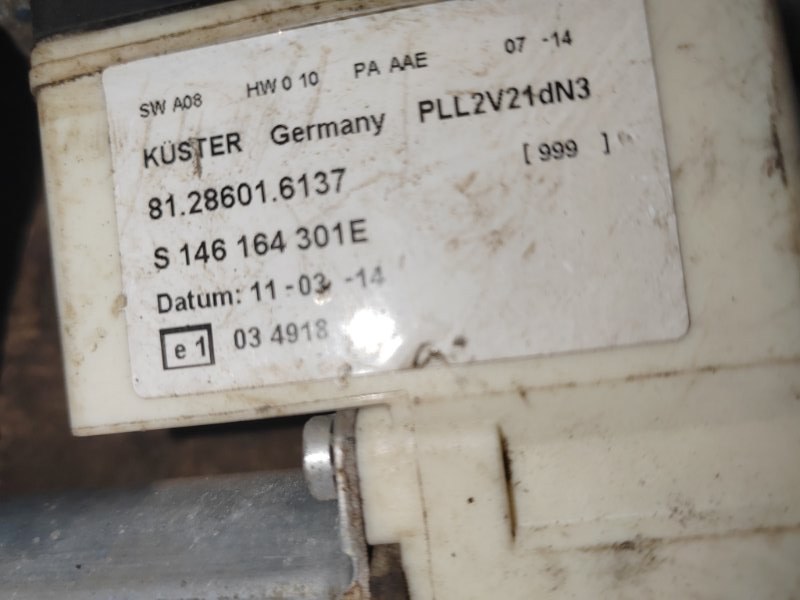 SW A08 HW 0 10 PA AAE 07 -14
KÜSTER Germany PLL2V21dN3
[ 999 ]
81.28601.6137
S 146 164 301E
Datum: 11-03 -14
e1 03 4918